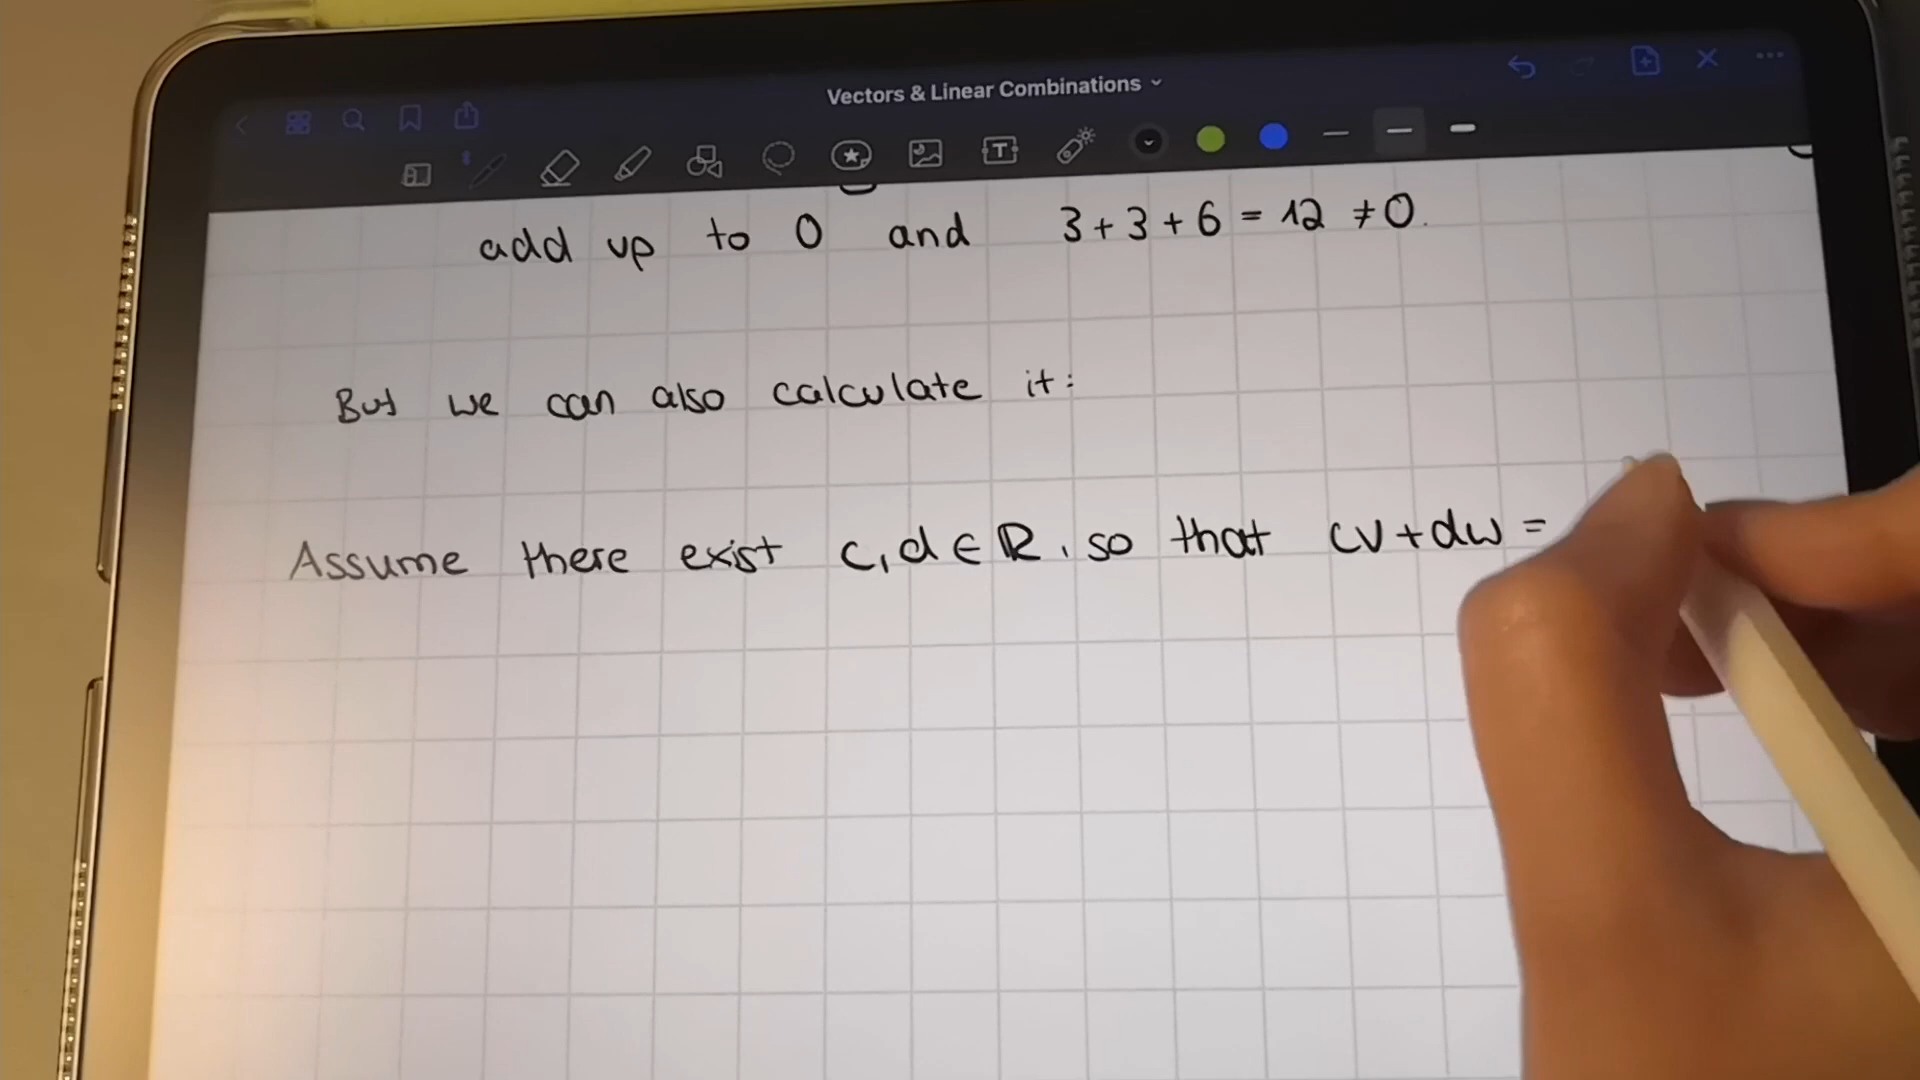 Vectors & Linear Combinations
add up to 0 and 3+3+6 = 12 ≠0.
But we can also calculate it:
Assume there exist c,d∈ℝ, so that cv+dw =